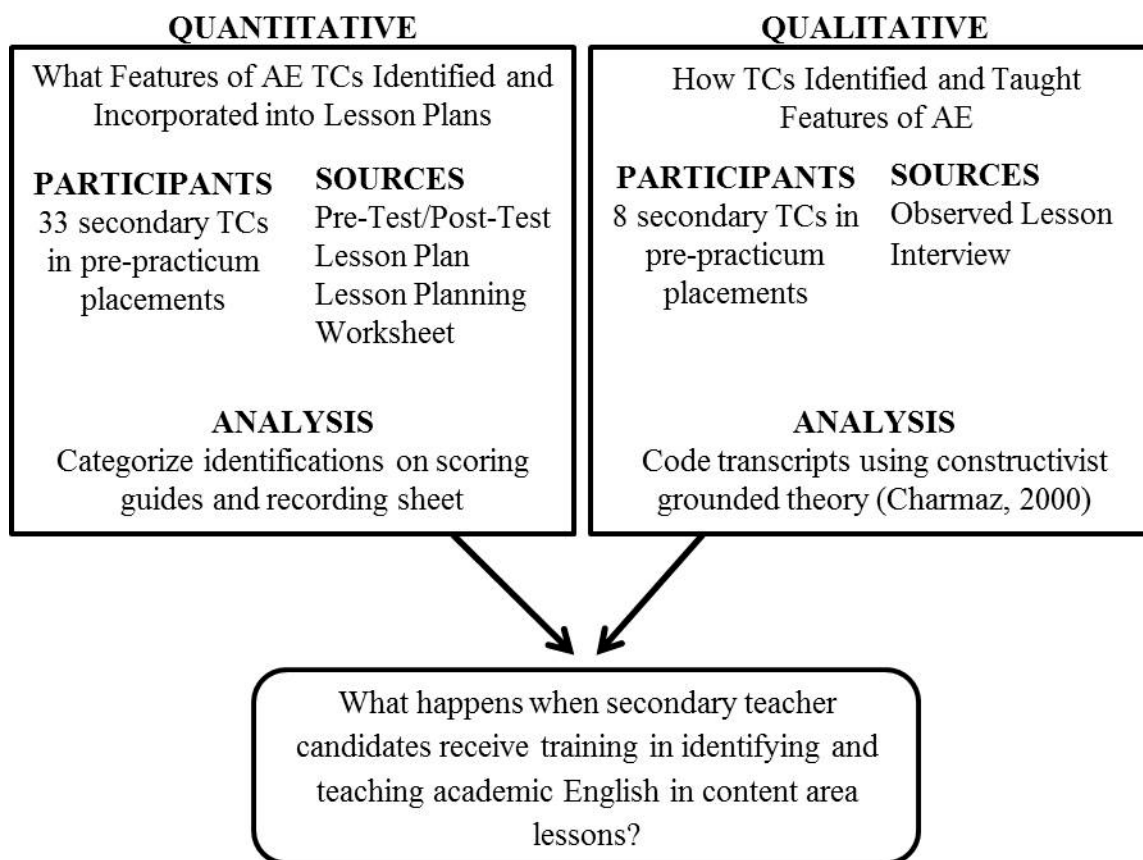 QUANTITATIVE
What Features of AE TCs Identified and
Incorporated into Lesson Plans
PARTICIPANTS
33 secondary TCs
in pre-practicum
placements
SOURCES
Pre-Test/Post-Test
Lesson Plan
Lesson Planning
Worksheet
ANALYSIS
Categorize identifications on scoring
guides and recording sheet
QUALITATIVE
How TCs Identified and Taught
Features of AE
PARTICIPANTS
8 secondary TCs in
pre-practicum
placements
SOURCES
Observed Lesson
Interview
ANALYSIS
Code transcripts using constructivist
grounded theory (Charmaz, 2000)
What happens when secondary teacher
candidates receive training in identifying and
teaching academic English in content area
lessons?